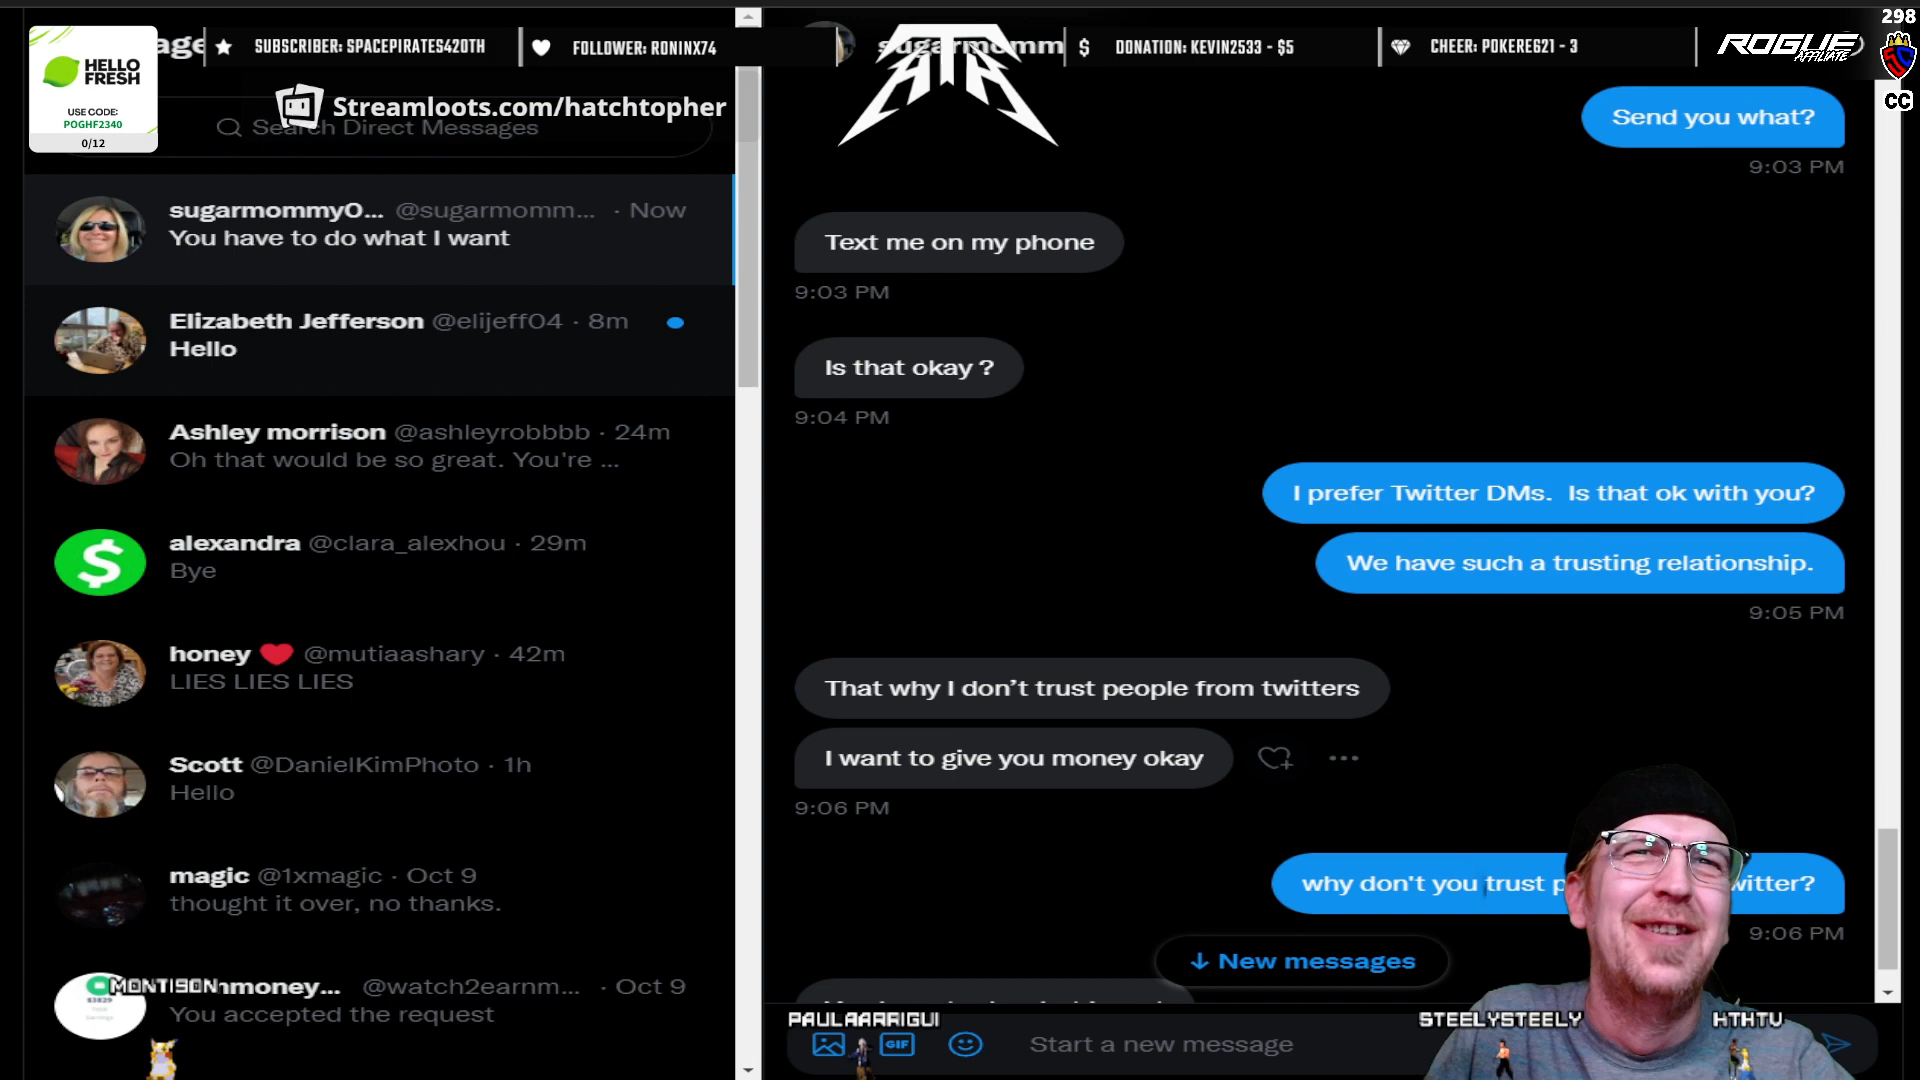 HELLO
FRESH
USE CODE:
POGHF2340
0/12
SUBSCRIBER: SPACEPIRATES420TH
FOLLOWER: RONINX74
DONATION: KEVIN2533 - $5
CHEER: POKERE621 - 3
ROGUE
AFFILIATE
298
CC
Streamloots.com/hatchtopher
Search Direct Messages
sugarmommyO... @sugarmomm... · Now
You have to do what I want
Elizabeth Jefferson @elijeff04 · 8m
Hello
Ashley morrison @ashleyrobbbb · 24m
Oh that would be so great. You're ...
alexandra @clara_alexhou · 29m
Bye
honey ❤️ @mutiaashary · 42m
LIES LIES LIES
Scott @DanielKimPhoto · 1h
Hello
magic @1xmagic · Oct 9
thought it over, no thanks.
MONTISON
@watch2earnm... · Oct 9
You accepted the request
Send you what?
9:03 PM
Text me on my phone
9:03 PM
Is that okay ?
9:04 PM
I prefer Twitter DMs. Is that ok with you?
We have such a trusting relationship.
9:05 PM
That why I don't trust people from twitters
I want to give you money okay
9:06 PM
why don't you trust
9:06 PM
↓ New messages
STEELYSTEELY
HTHTV
GIF
Start a new message